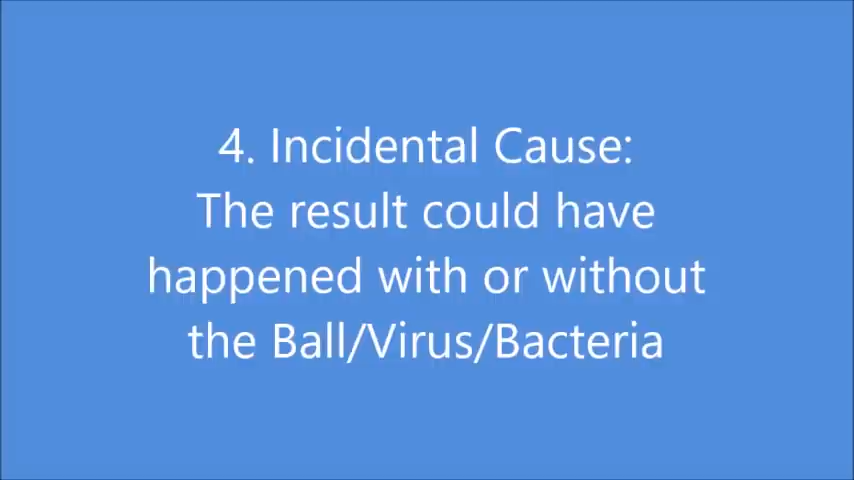 4. Incidental Cause:
The result could have
happened with or without
the Ball/Virus/Bacteria